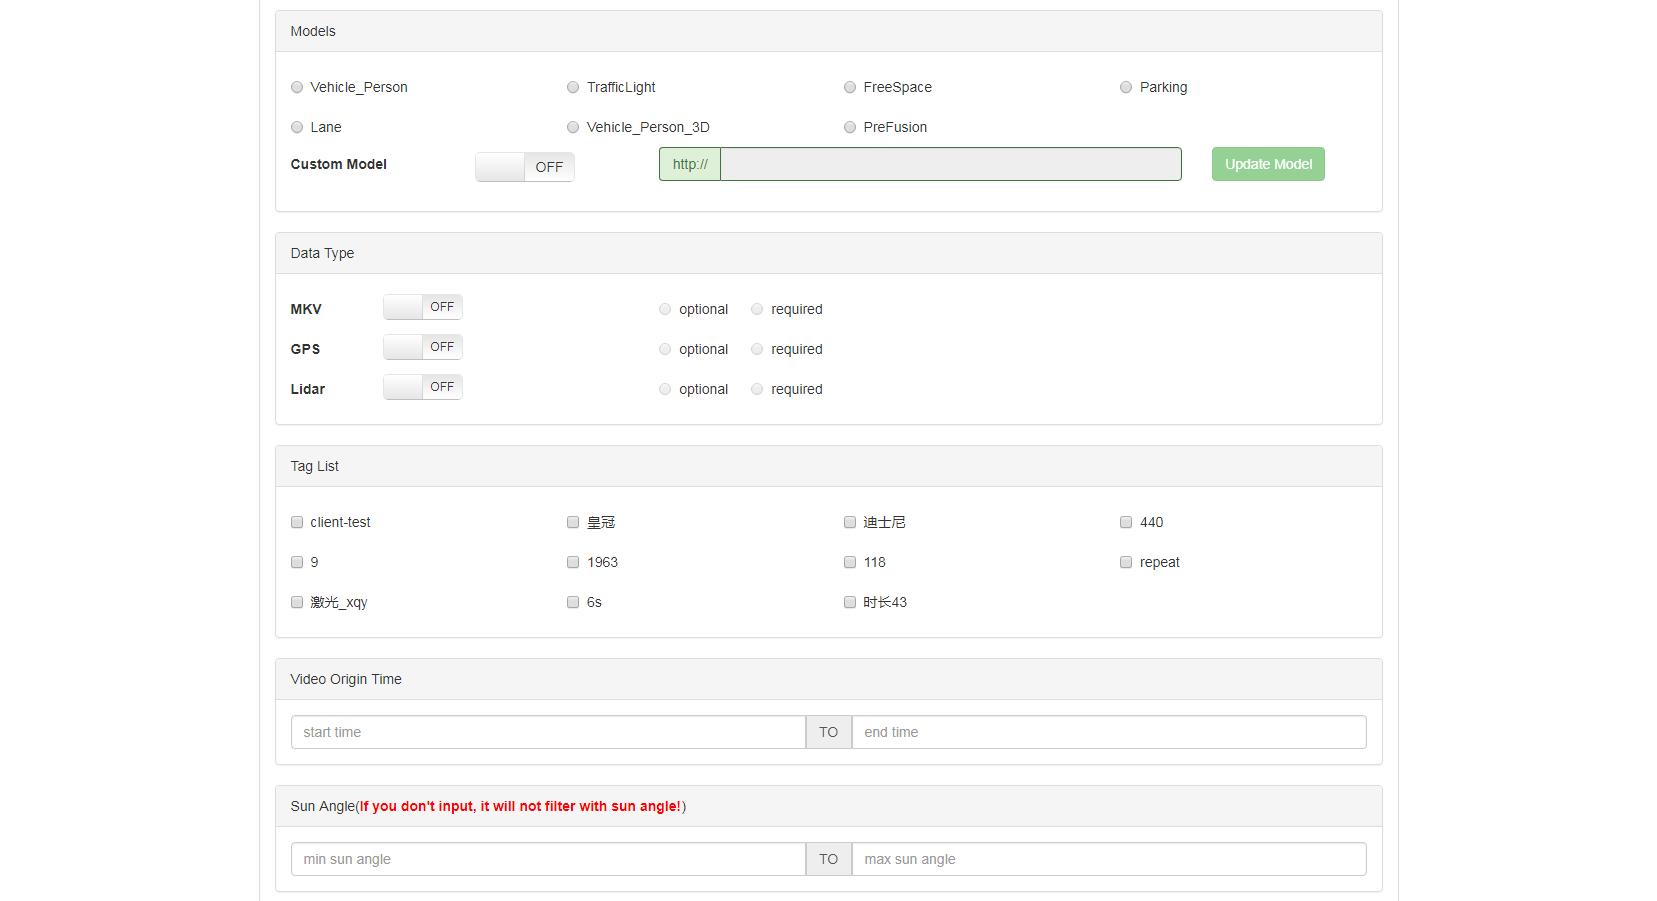 Models
Vehicle_Person TrafficLight FreeSpace Parking
Lane Vehicle_Person_3D PreFusion
Custom Model OFF http:// Update Model
Data Type
MKV OFF optional required
GPS OFF optional required
Lidar OFF optional required
Tag List
client-test 皇冠 迪士尼 440
9 1963 118 repeat
激光_xqy 6s 时长43
Video Origin Time
start time TO end time
Sun Angle(If you don't input, it will not filter with sun angle!)
min sun angle TO max sun angle